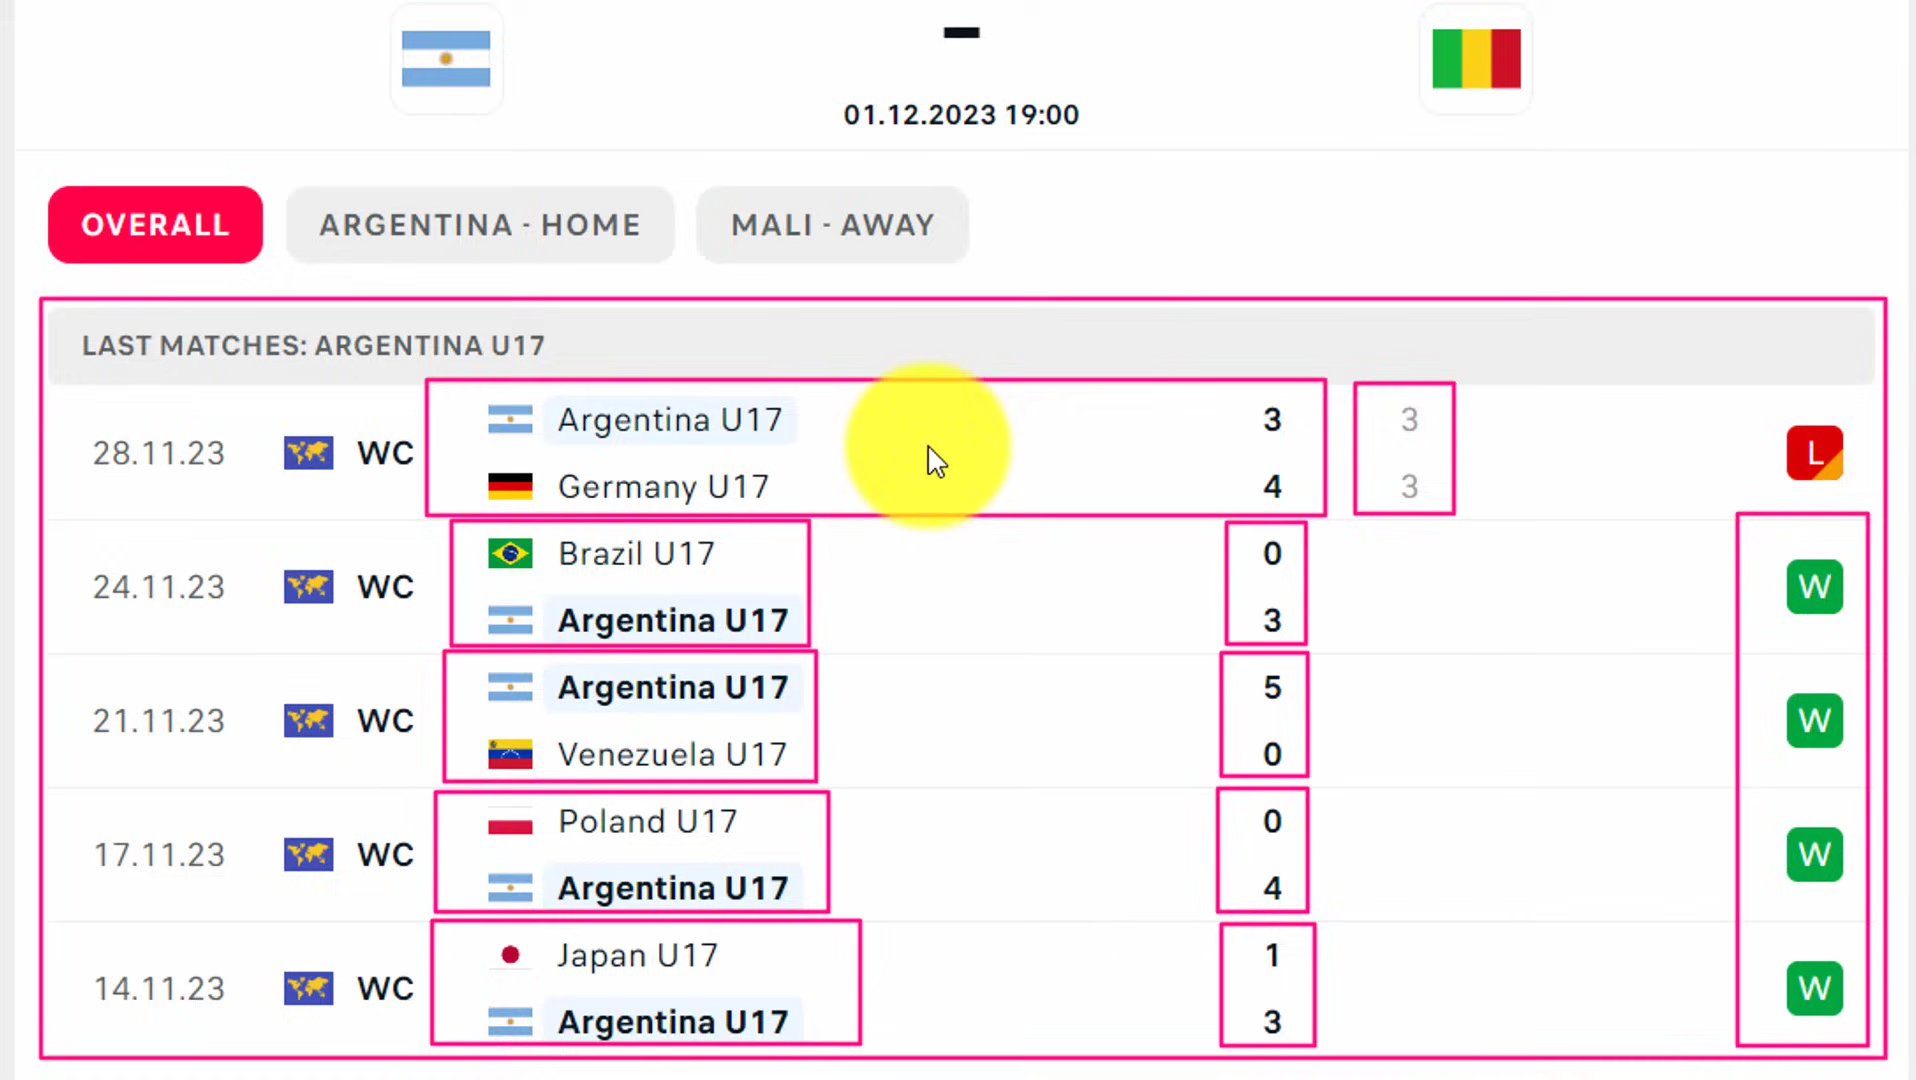 01.12.2023 19:00
OVERALL ARGENTINA - HOME MALI - AWAY
LAST MATCHES: ARGENTINA U17
28.11.23 WC Argentina U17 3 3 L
Germany U17 4 3
24.11.23 WC Brazil U17 0 W
Argentina U17 3
21.11.23 WC Argentina U17 5 W
Venezuela U17 0
17.11.23 WC Poland U17 0 W
Argentina U17 4
14.11.23 WC Japan U17 1 W
Argentina U17 3